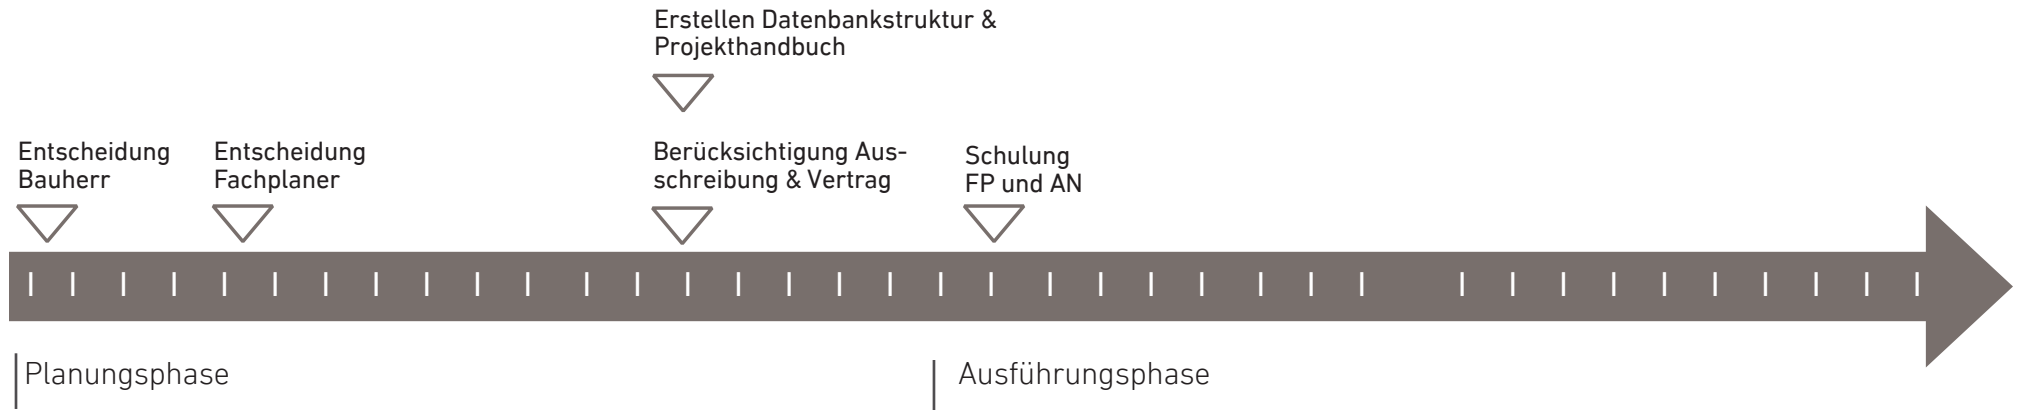 Erstellen Datenbankstruktur &
Projekthandbuch
Entscheidung
Bauherr
Entscheidung
Fachplaner
Berücksichtigung Aus-
schreibung & Vertrag
Schulung
FP und AN
Planungsphase
Ausführungsphase